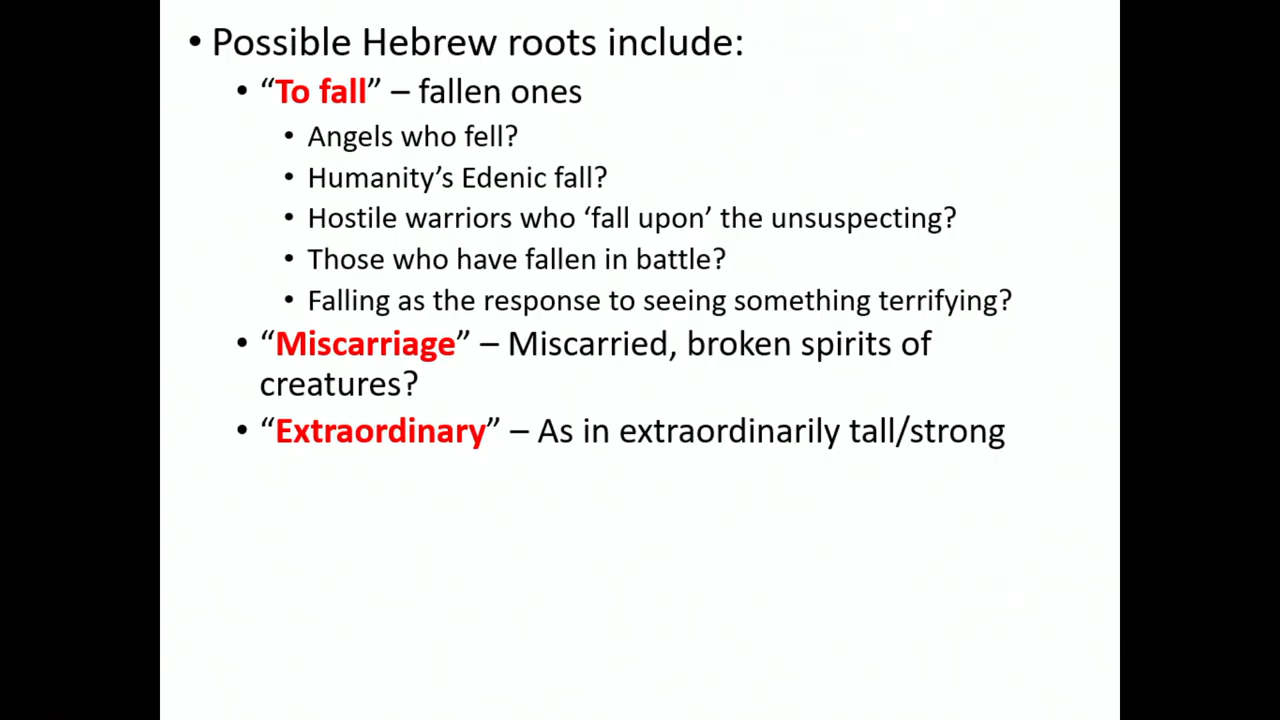 • Possible Hebrew roots include:
• “To fall” – fallen ones
• Angels who fell?
• Humanity’s Edenic fall?
• Hostile warriors who ‘fall upon’ the unsuspecting?
• Those who have fallen in battle?
• Falling as the response to seeing something terrifying?
• “Miscarriage” – Miscarried, broken spirits of
creatures?
• “Extraordinary” – As in extraordinarily tall/strong